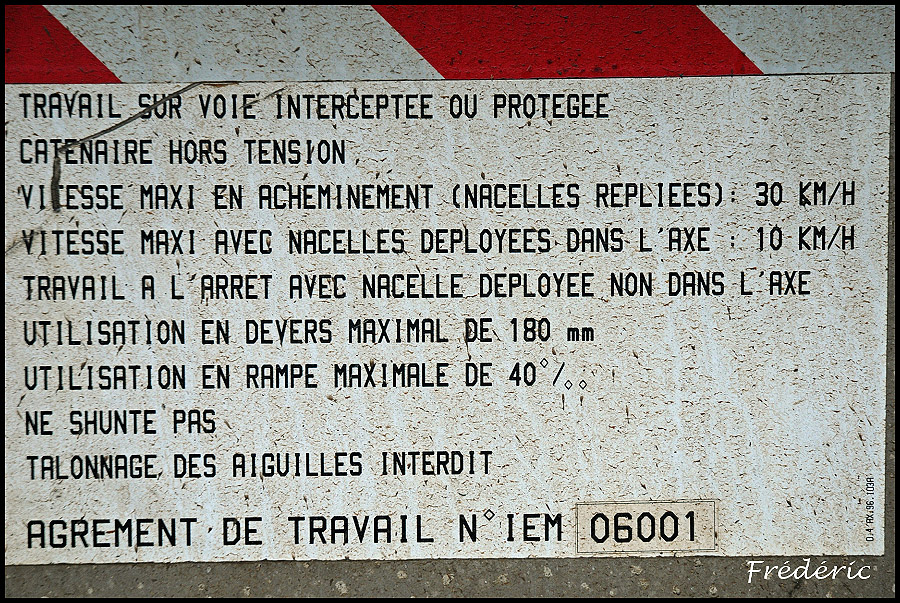 TRAVAIL SUR VOIE INTERCEPTEE OU PROTEGEE
CATENAIRE HORS TENSION
VITESSE MAXI EN ACHEMINEMENT (NACELLES REPLIEES): 30 KM/H
VITESSE MAXI AVEC NACELLES DEPLOYEES DANS L'AXE : 10 KM/H
TRAVAIL A L'ARRET AVEC NACELLE DEPLOYEE NON DANS L'AXE
UTILISATION EN DEVERS MAXIMAL DE 180 mm
UTILISATION EN RAMPE MAXIMALE DE 40°/oo
NE SHUNTE PAS
TALONNAGE DES AIGUILLES INTERDIT
AGREMENT DE TRAVAIL N° IEM 06001
Frédéric